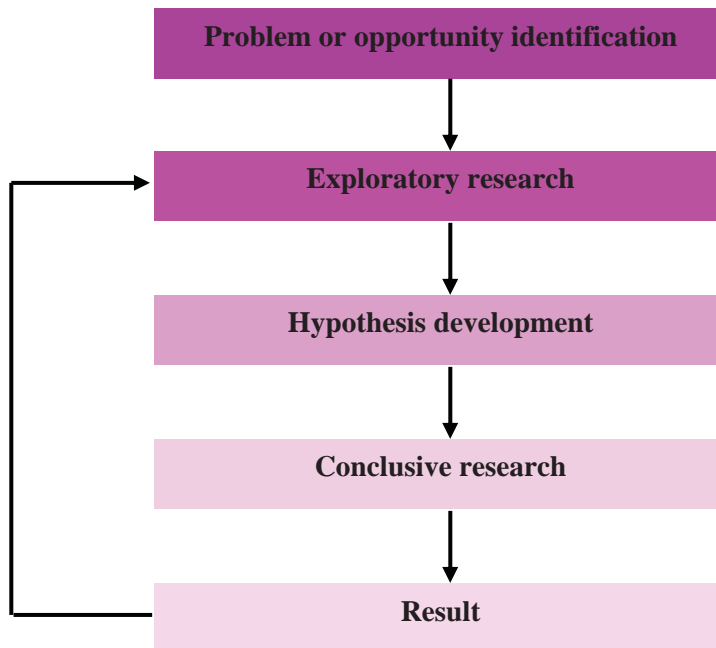 Problem or opportunity identification
Exploratory research
Hypothesis development
Conclusive research
Result